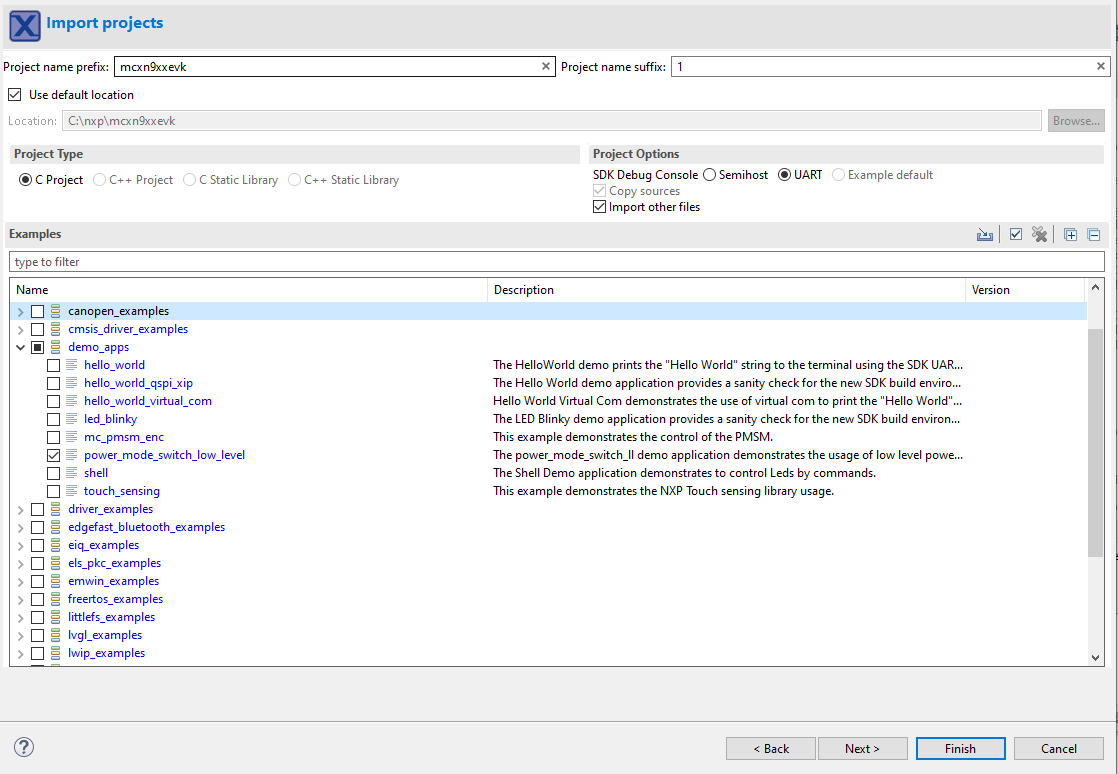 Import projects
Project name prefix: mcxn9xxevk Project name suffix: 1
Use default location
Location: C:\nxp\mcxn9xxevk Browse...
Project Type Project Options
C Project C++ Project C Static Library C++ Static Library SDK Debug Console Semihost UART Example default
Copy sources
Import other files
Examples
type to filter
Name Description Version
canopen_examples
cmsis_driver_examples
demo_apps
hello_world The HelloWorld demo prints the "Hello World" string to the terminal using the SDK UAR...
hello_world_qspi_xip The Hello World demo application provides a sanity check for the new SDK build enviro...
hello_world_virtual_com Hello World Virtual Com demonstrates the use of virtual com to print the "Hello World"...
led_blinky The LED Blinky demo application provides a sanity check for the new SDK build environ...
mc_pmsm_enc This example demonstrates the control of the PMSM.
power_mode_switch_low_level The power_mode_switch_ll demo application demonstrates the usage of low level powe...
shell The Shell Demo application demonstrates to control Leds by commands.
touch_sensing This example demonstrates the NXP Touch sensing library usage.
driver_examples
edgefast_bluetooth_examples
eiq_examples
els_pkc_examples
emwin_examples
freertos_examples
littlefs_examples
lvgl_examples
lwip_examples
? < Back Next > Finish Cancel